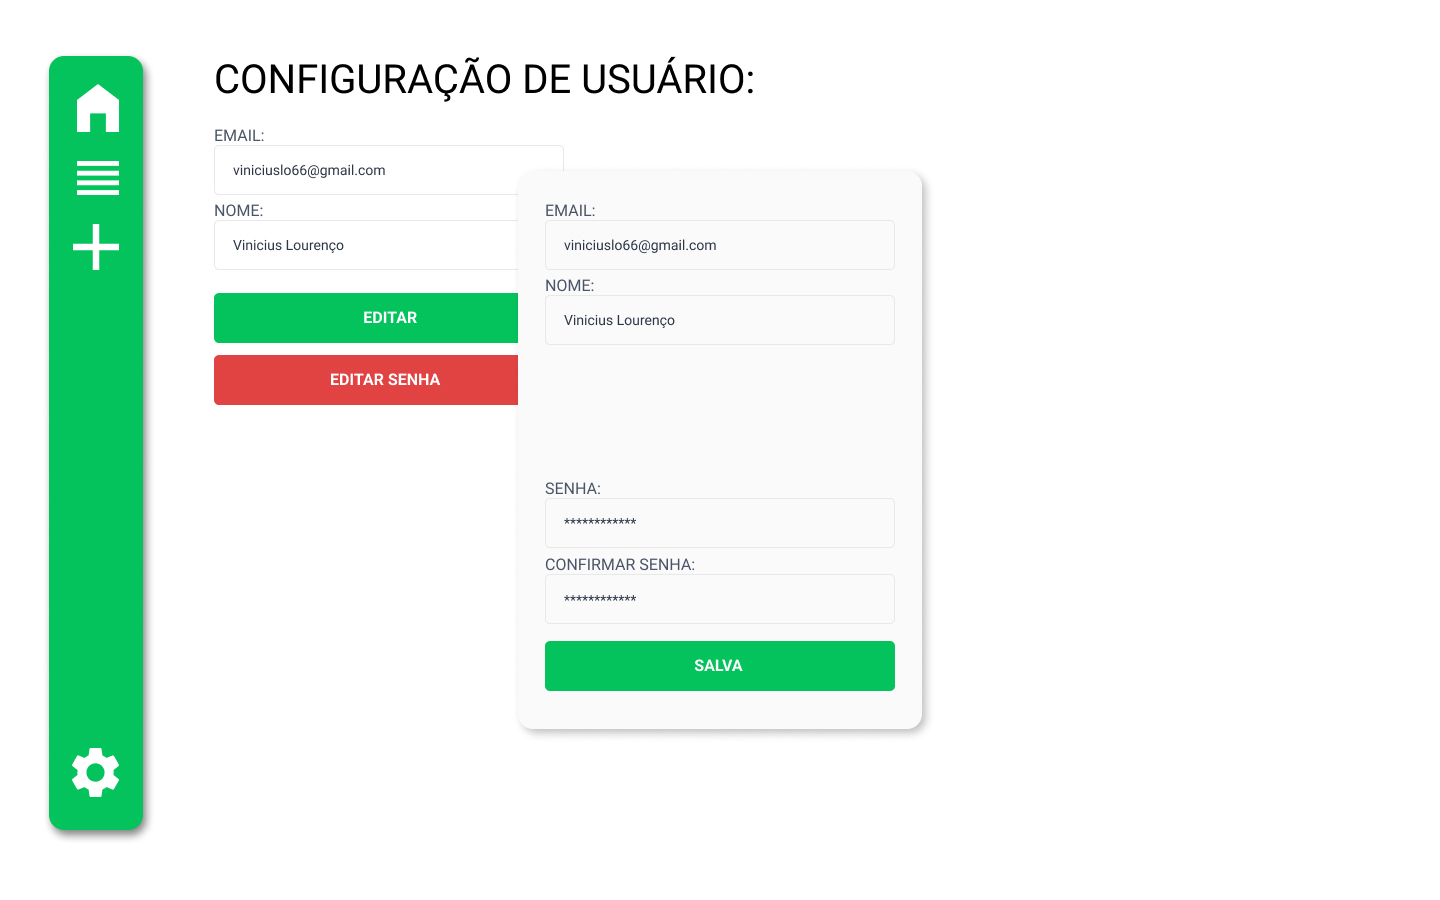 CONFIGURAÇÃO DE USUÁRIO:
EMAIL:
viniciuslo66@gmail.com
NOME:
Vinicius Lourenço
EDITAR
EDITAR SENHA
EMAIL:
viniciuslo66@gmail.com
NOME:
Vinicius Lourenço
SENHA:
************
CONFIRMAR SENHA:
************
SALVA